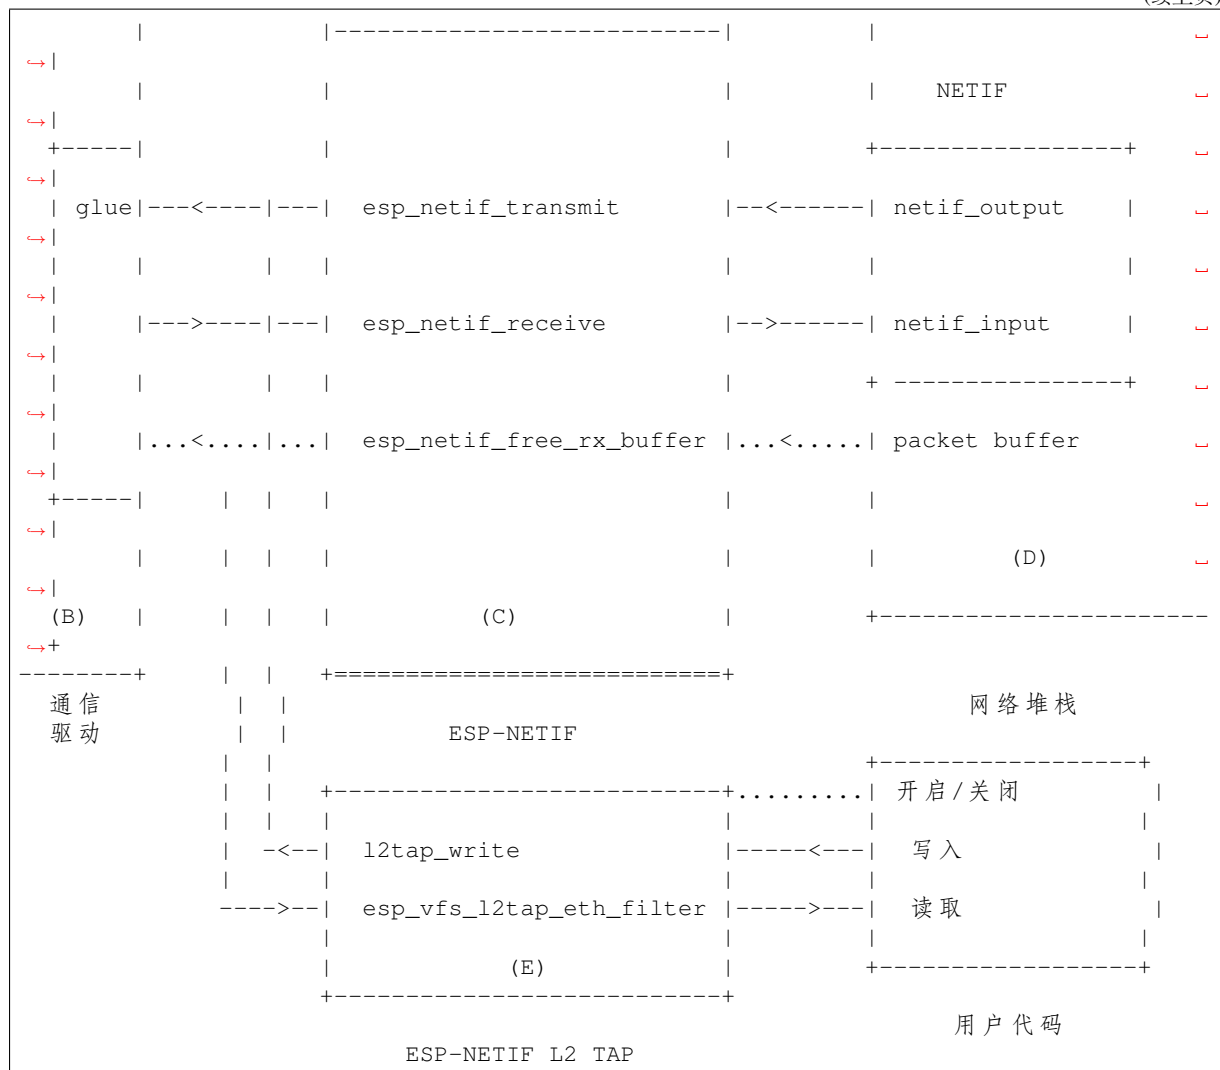 (续上页)
|             |---------------------------|         |                       ␣
↪|
|             |                           |         |    NETIF              ␣
↪|
+-----|             |                           |         +-----------------+     ␣
↪|
| glue|---<----|---|  esp_netif_transmit       |--<------| netif_output    |     ␣
↪|
|     |        |   |                           |         |                 |     ␣
↪|
|     |--->----|---|  esp_netif_receive        |-->------| netif_input     |     ␣
↪|
|     |        |   |                           |         + ----------------+     ␣
↪|
|     |...<....|...|  esp_netif_free_rx_buffer |...<.....| packet buffer         ␣
↪|
+-----|     |  |   |                           |         |                       ␣
↪|
|     |  |   |                           |         |         (D)           ␣
↪|
(B)   |     |  |   |          (C)              |         +-----------------------
↪+
--------+     |  |   +===========================+
通信         |  |                                               网络堆栈
驱动         |  |           ESP-NETIF
|  |                                         +------------------+
|  |   +---------------------------+.........| 开启/关闭         |
|  |   |                           |         |                  |
|  -<--|  l2tap_write              |-----<---|  写入             |
|      |                           |         |                  |
---->--|  esp_vfs_l2tap_eth_filter |----->---|  读取             |
|                           |         |                  |
|            (E)            |         +------------------+
+---------------------------+
用户代码
ESP-NETIF L2 TAP